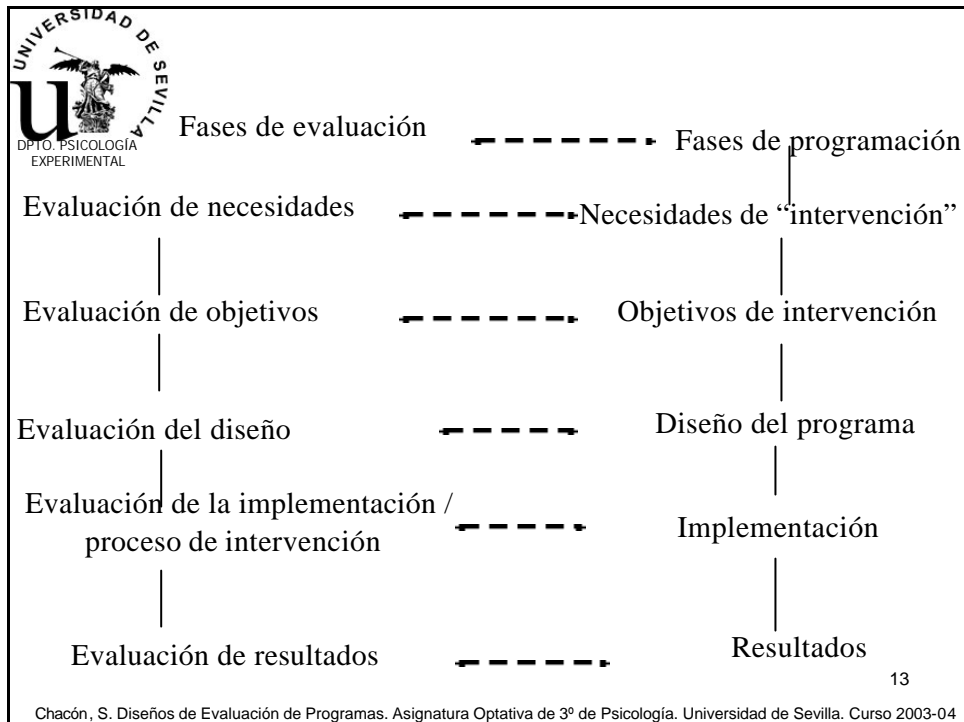 UNIVERSIDAD DE SEVILLA
u
DPTO. PSICOLOGÍA
EXPERIMENTAL
Fases de evaluación
Fases de programación
Evaluación de necesidades
Necesidades de “intervención”
Evaluación de objetivos
Objetivos de intervención
Evaluación del diseño
Diseño del programa
Evaluación de la implementación /
proceso de intervención
Implementación
Evaluación de resultados
Resultados
13
Chacón, S. Diseños de Evaluación de Programas. Asignatura Optativa de 3º de Psicología. Universidad de Sevilla. Curso 2003-04